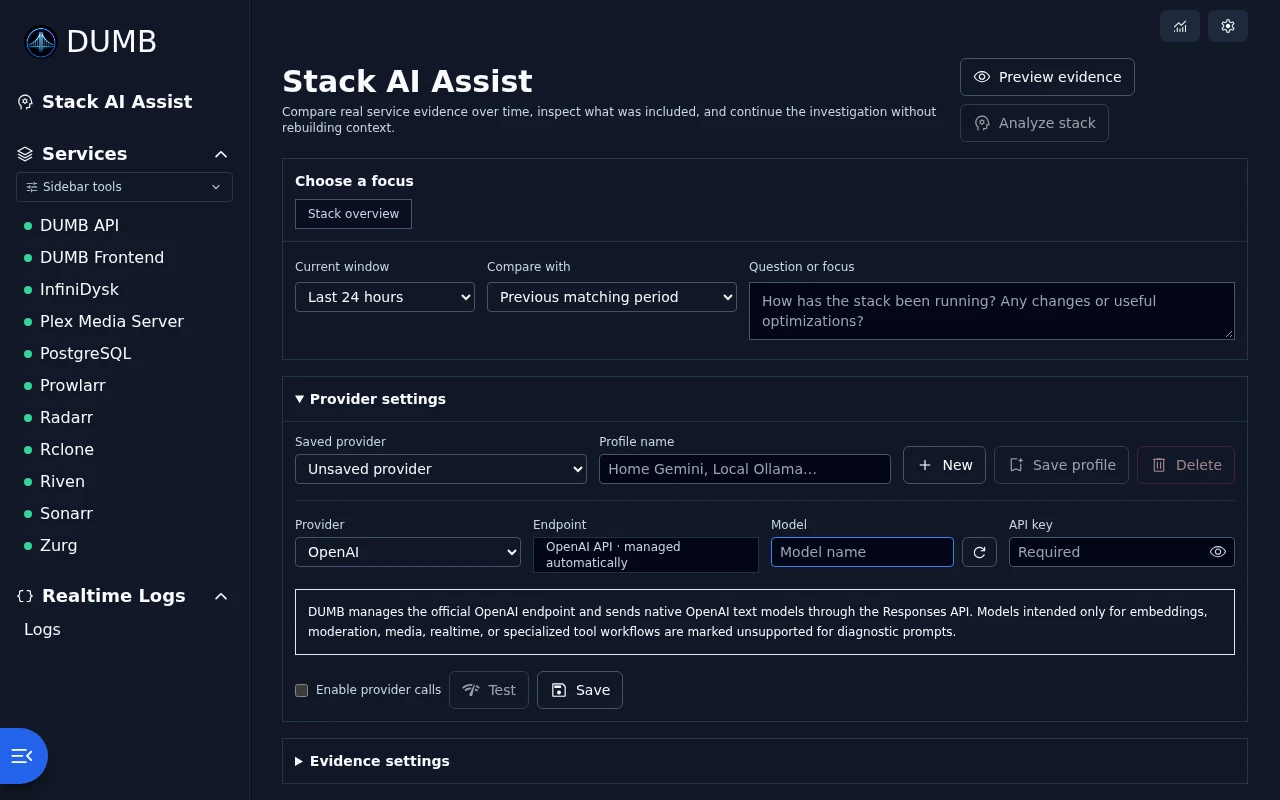 DUMB
Stack AI Assist
Services
Sidebar tools
DUMB API
DUMB Frontend
InfiniDysk
Plex Media Server
PostgreSQL
Prowlarr
Radarr
Rclone
Riven
Sonarr
Zurg
Realtime Logs
Logs
Stack AI Assist
Compare real service evidence over time, inspect what was included, and continue the investigation without
rebuilding context.
Preview evidence
Analyze stack
Choose a focus
Stack overview
Current window
Compare with
Question or focus
Last 24 hours
Previous matching period
How has the stack been running? Any changes or useful
optimizations?
Provider settings
Saved provider
Profile name
Unsaved provider
Home Gemini, Local Ollama...
New
Save profile
Delete
Provider
Endpoint
Model
API key
OpenAI
OpenAI API · managed
automatically
Model name
Required
DUMB manages the official OpenAI endpoint and sends native OpenAI text models through the Responses API. Models intended only for embeddings,
moderation, media, realtime, or specialized tool workflows are marked unsupported for diagnostic prompts.
Enable provider calls
Test
Save
Evidence settings